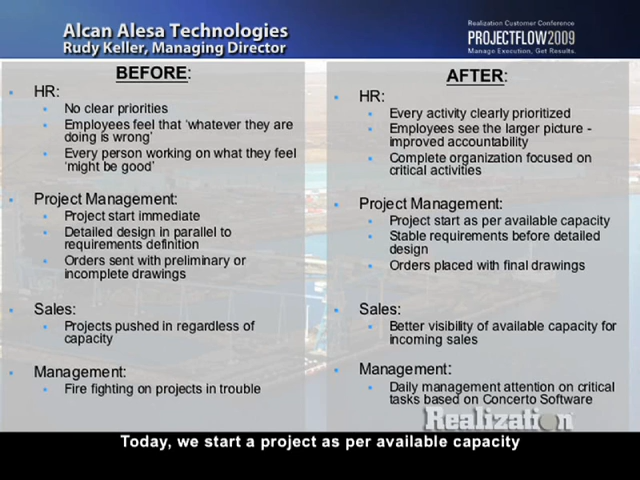 Alcan Alesa Technologies
Rudy Keller, Managing Director
Realization Customer Conference
PROJECTFLOW2009
Manage Execution, Get Results.
BEFORE:
HR:
No clear priorities
Employees feel that ‘whatever they are
doing is wrong’
Every person working on what they feel
‘might be good’
Project Management:
Project start immediate
Detailed design in parallel to
requirements definition
Orders sent with preliminary or
incomplete drawings
Sales:
Projects pushed in regardless of
capacity
Management:
Fire fighting on projects in trouble
AFTER:
HR:
Every activity clearly prioritized
Employees see the larger picture -
improved accountability
Complete organization focused on
critical activities
Project Management:
Project start as per available capacity
Stable requirements before detailed
design
Orders placed with final drawings
Sales:
Better visibility of available capacity for
incoming sales
Management:
Daily management attention on critical
tasks based on Concerto Software
Realization
Today, we start a project as per available capacity